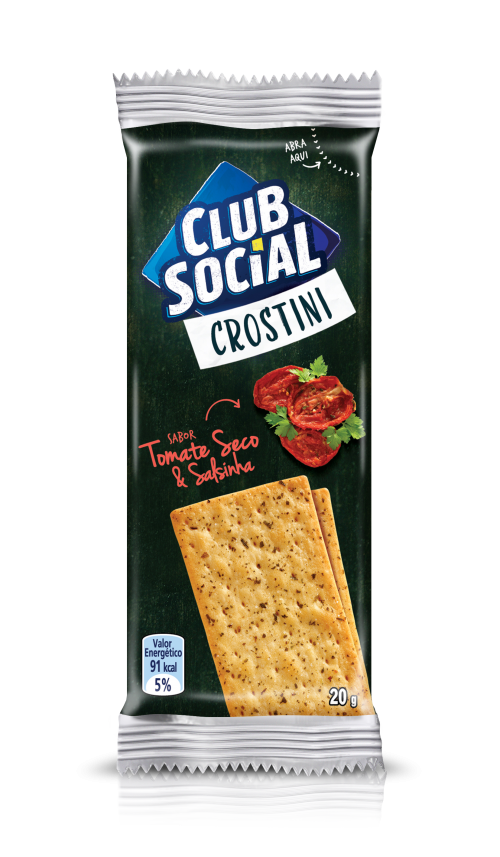 ABRA
AQUI
CLUB
SOCIAL
CROSTINI
SABOR
Tomate Seco
& Salsinha
Valor
Energético
91 kcal
5%
20 g